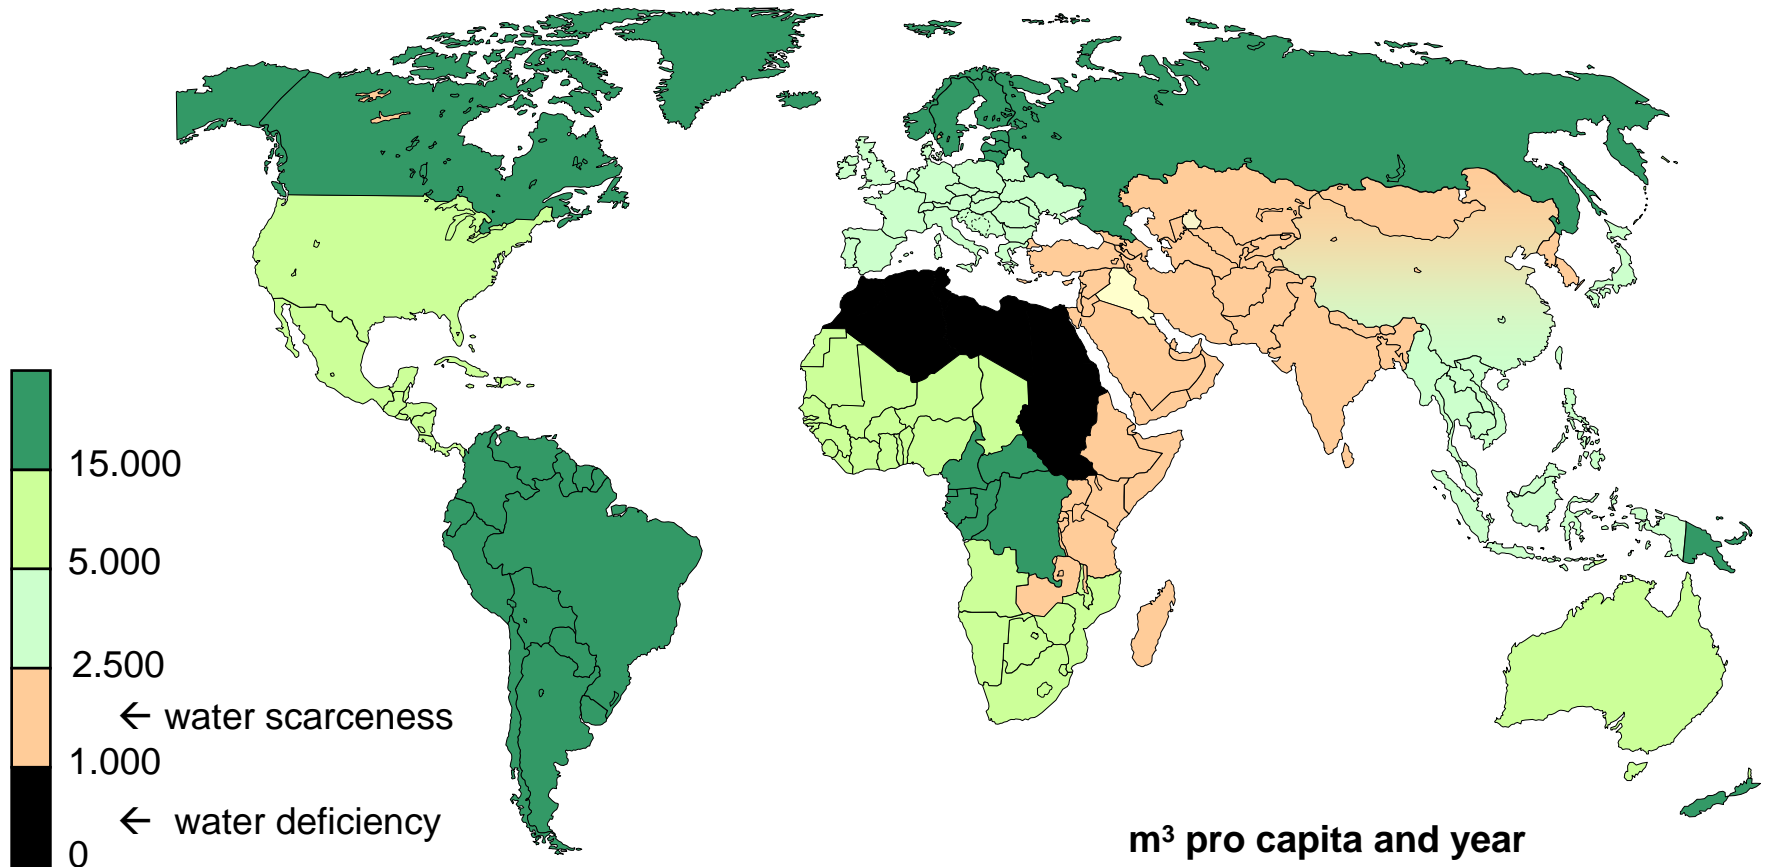 15.000
5.000
2.500
← water scarceness
1.000
← water deficiency
0
m³ pro capita and year